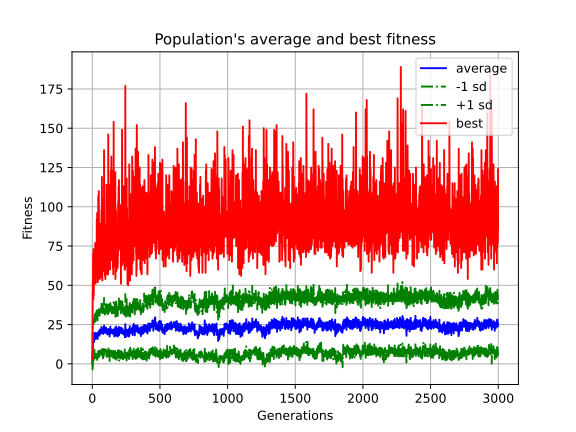 Population's average and best fitness
average
-1 sd
+1 sd
best
Fitness
175
150
125
100
75
50
25
0
0 500 1000 1500 2000 2500 3000
Generations